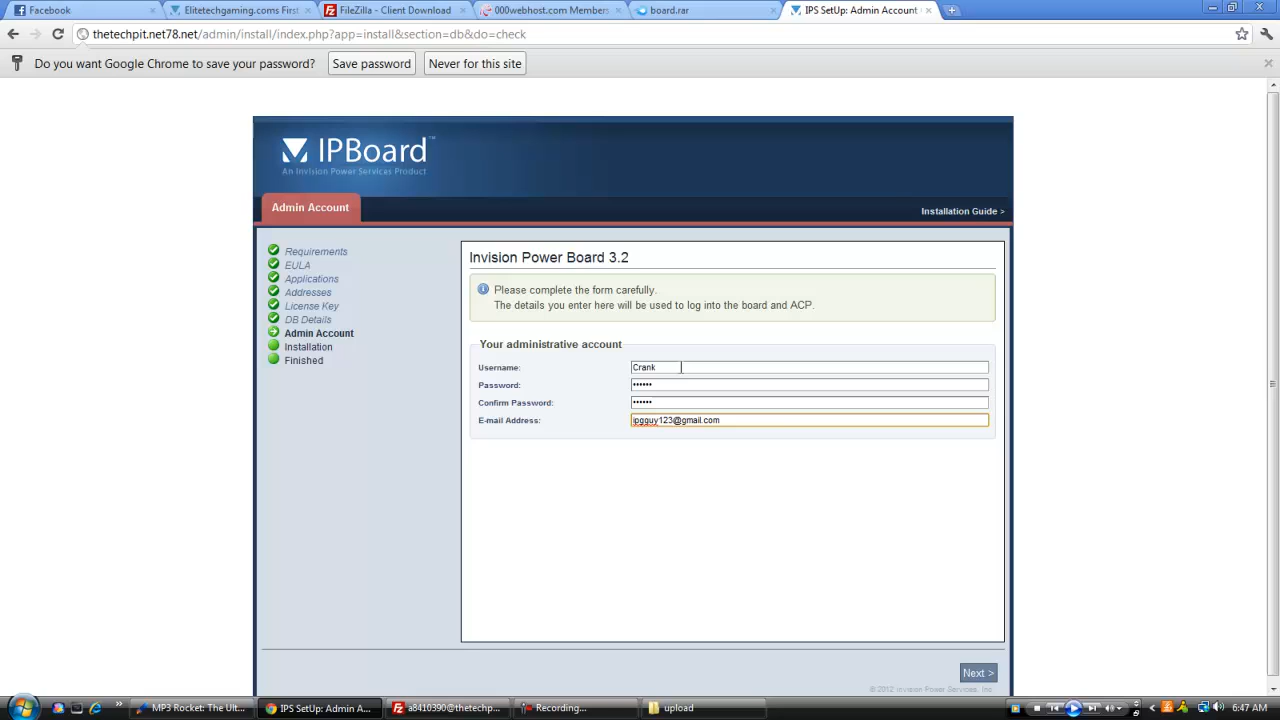 Facebook
Elitetechgaming.coms First
FileZilla - Client Download
000webhost.com Members
board.rar
IPS SetUp: Admin Account
thetechpit.net78.net/admin/install/index.php?app=install&section=db&do=check
Do you want Google Chrome to save your password?
Save password
Never for this site
IPBoard™
An Invision Power Services Product
Admin Account
Installation Guide >
Requirements
EULA
Applications
Addresses
License Key
DB Details
Admin Account
Installation
Finished
Invision Power Board 3.2
Please complete the form carefully.
The details you enter here will be used to log into the board and ACP.
Your administrative account
Username:
Crank
Password:
••••••
Confirm Password:
••••••
E-mail Address:
ipgguy123@gmail.com
Next >
© 2012 Invision Power Services, Inc
MP3 Rocket: The Ult...
IPS SetUp: Admin A...
a8410390@thetechp...
Recording...
upload
6:47 AM